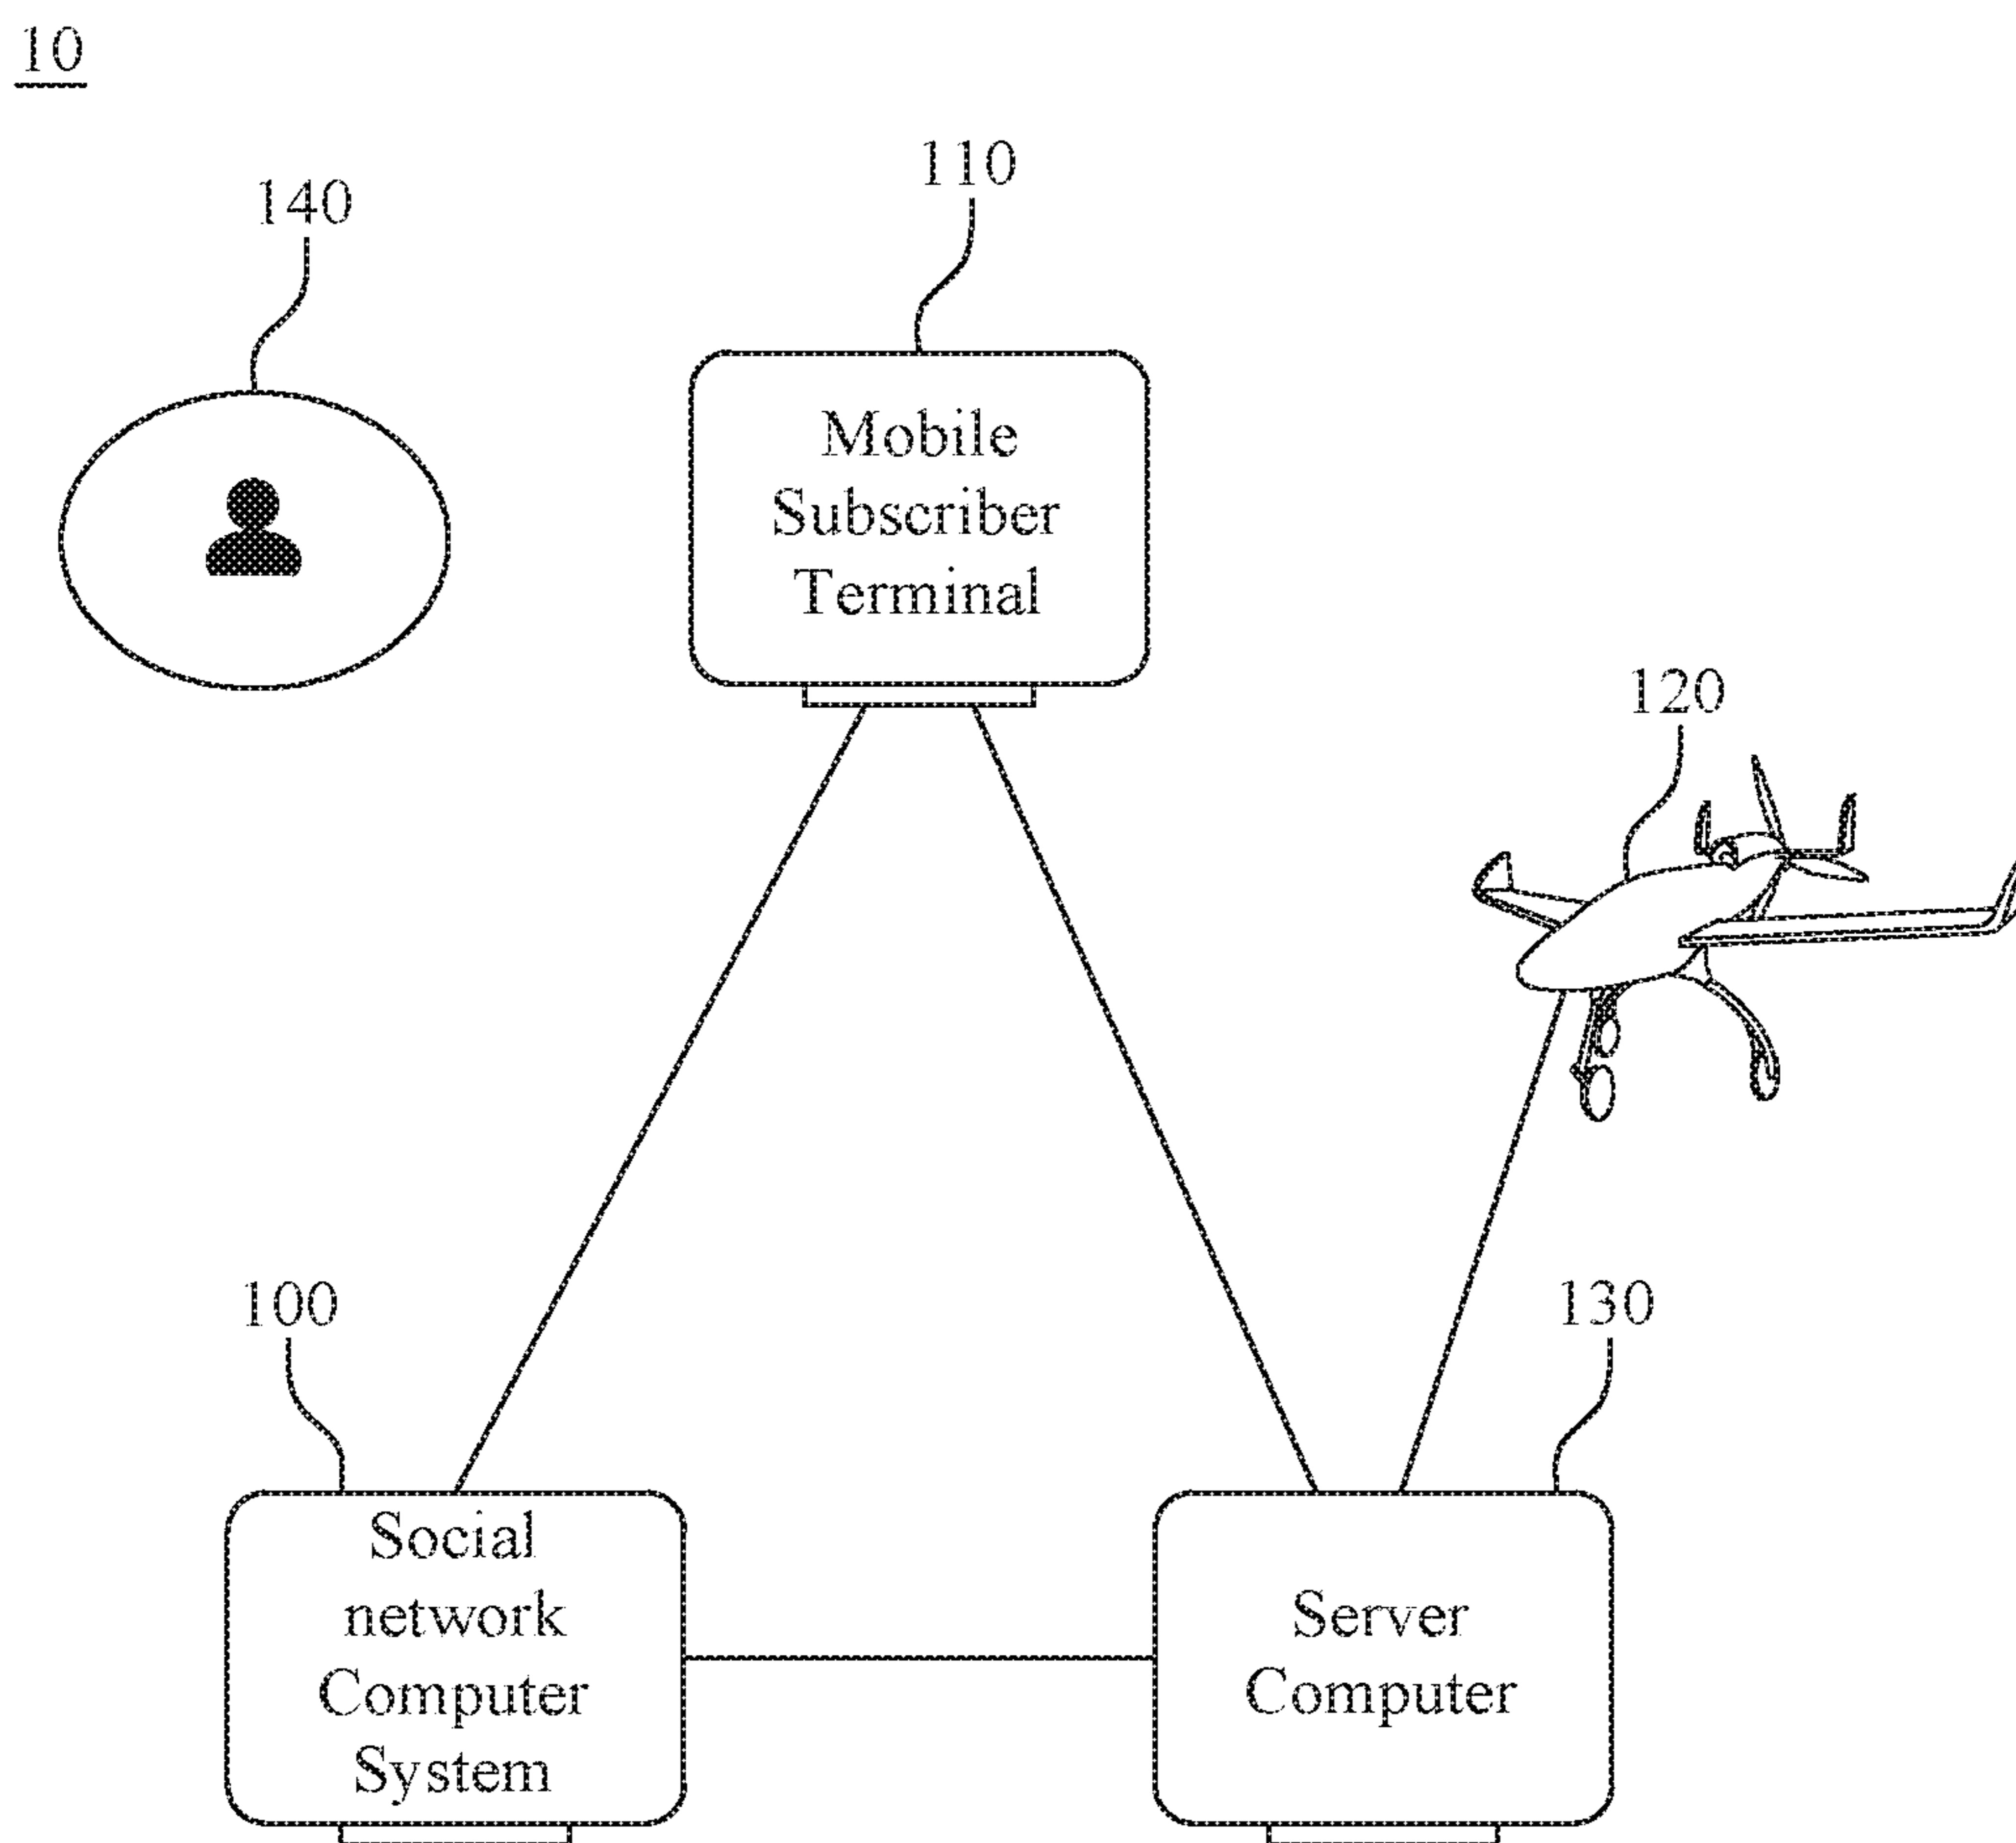 10
110
140
Mobile
Subscriber
Terminal
120
100
130
Social
network
Computer
System
Server
Computer